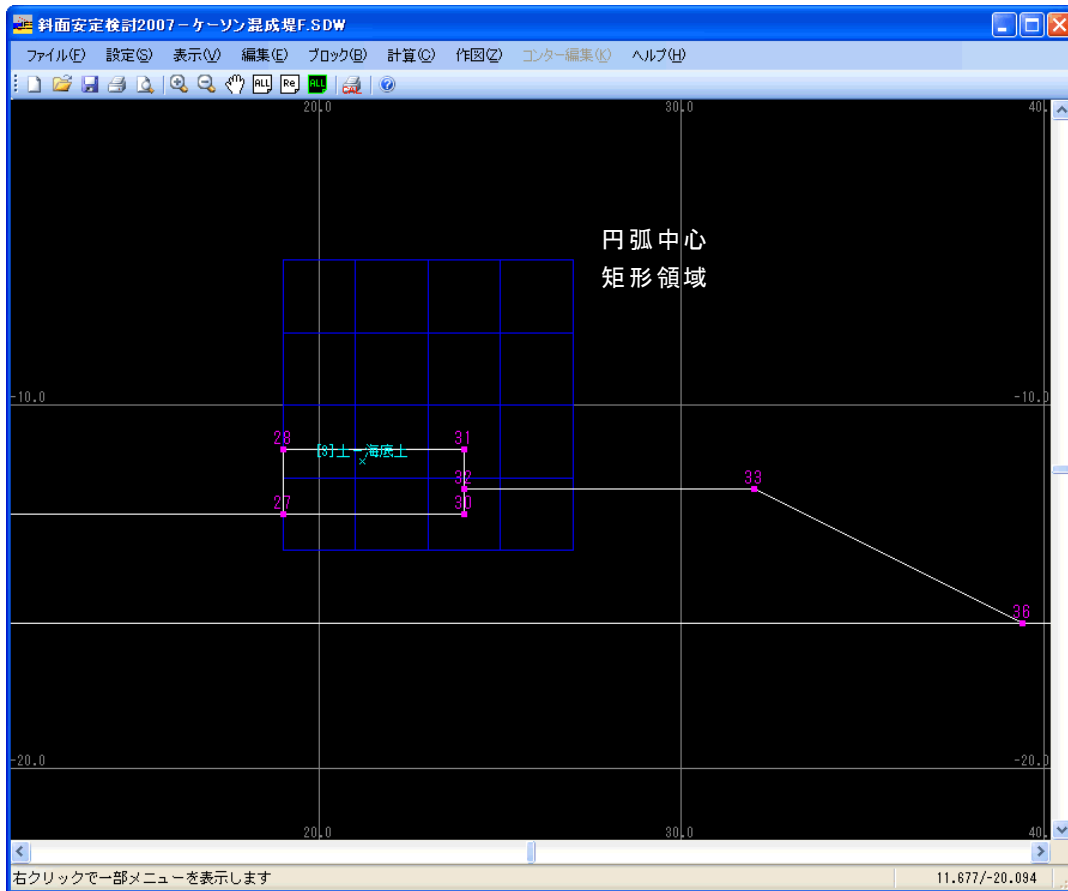 斜面安定検討2007－ケーソン混成堤F.SDW
ファイル(F) 設定(S) 表示(V) 編集(E) ブロック(B) 計算(C) 作図(Z) コンター編集(K) ヘルプ(H)
ALL Re ALL CAL
20.0 30.0 40.
円弧中心
矩形領域
-10.0 -10.0
28 [S]土－海底土 31
32 33
27 30
36
-20.0 -20.0
20.0 30.0 40.
右クリックで一部メニューを表示します 11.677/-20.094